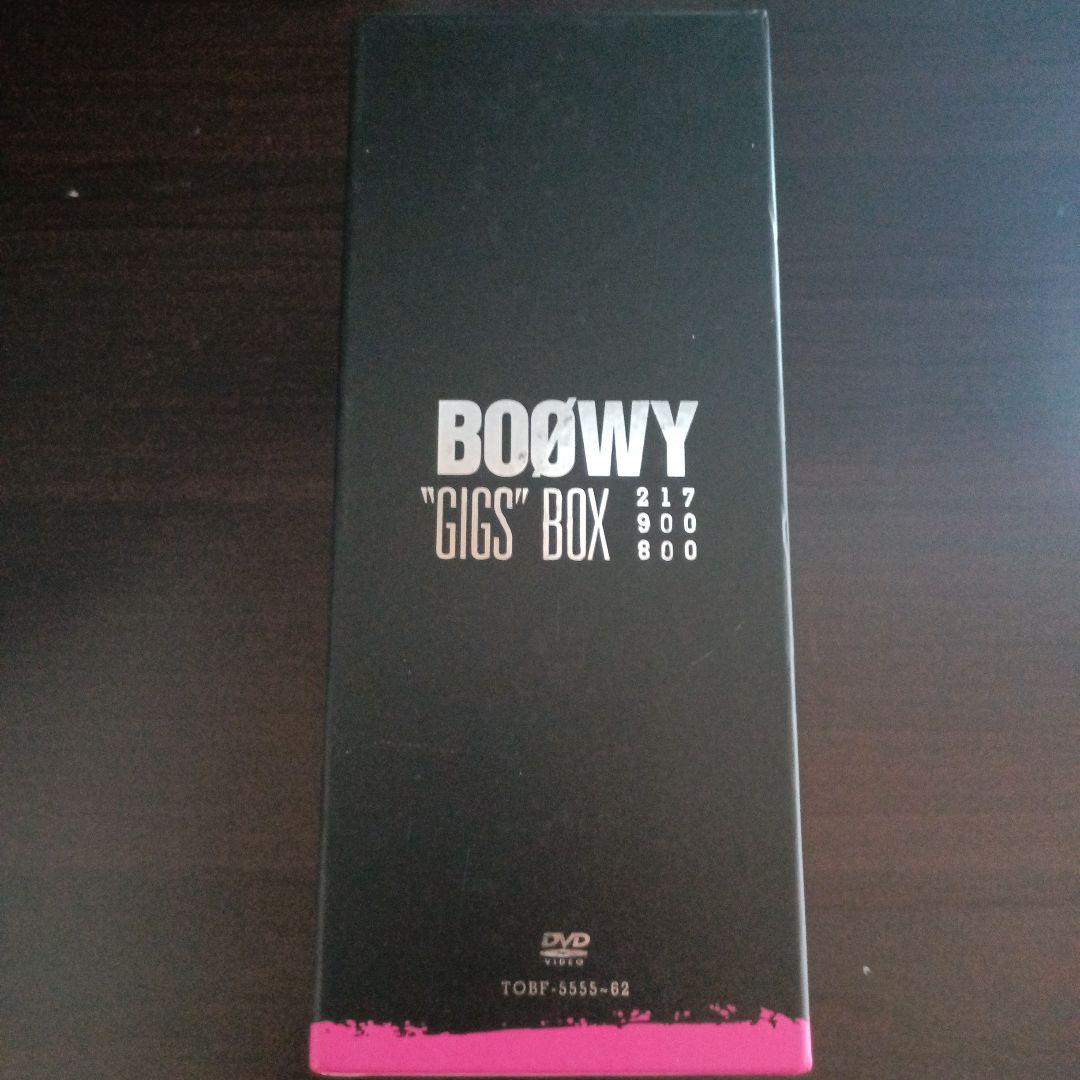 BOØWY
"GIGS" BOX
217
900
800
DVD
VIDEO
TOBF-5555~62